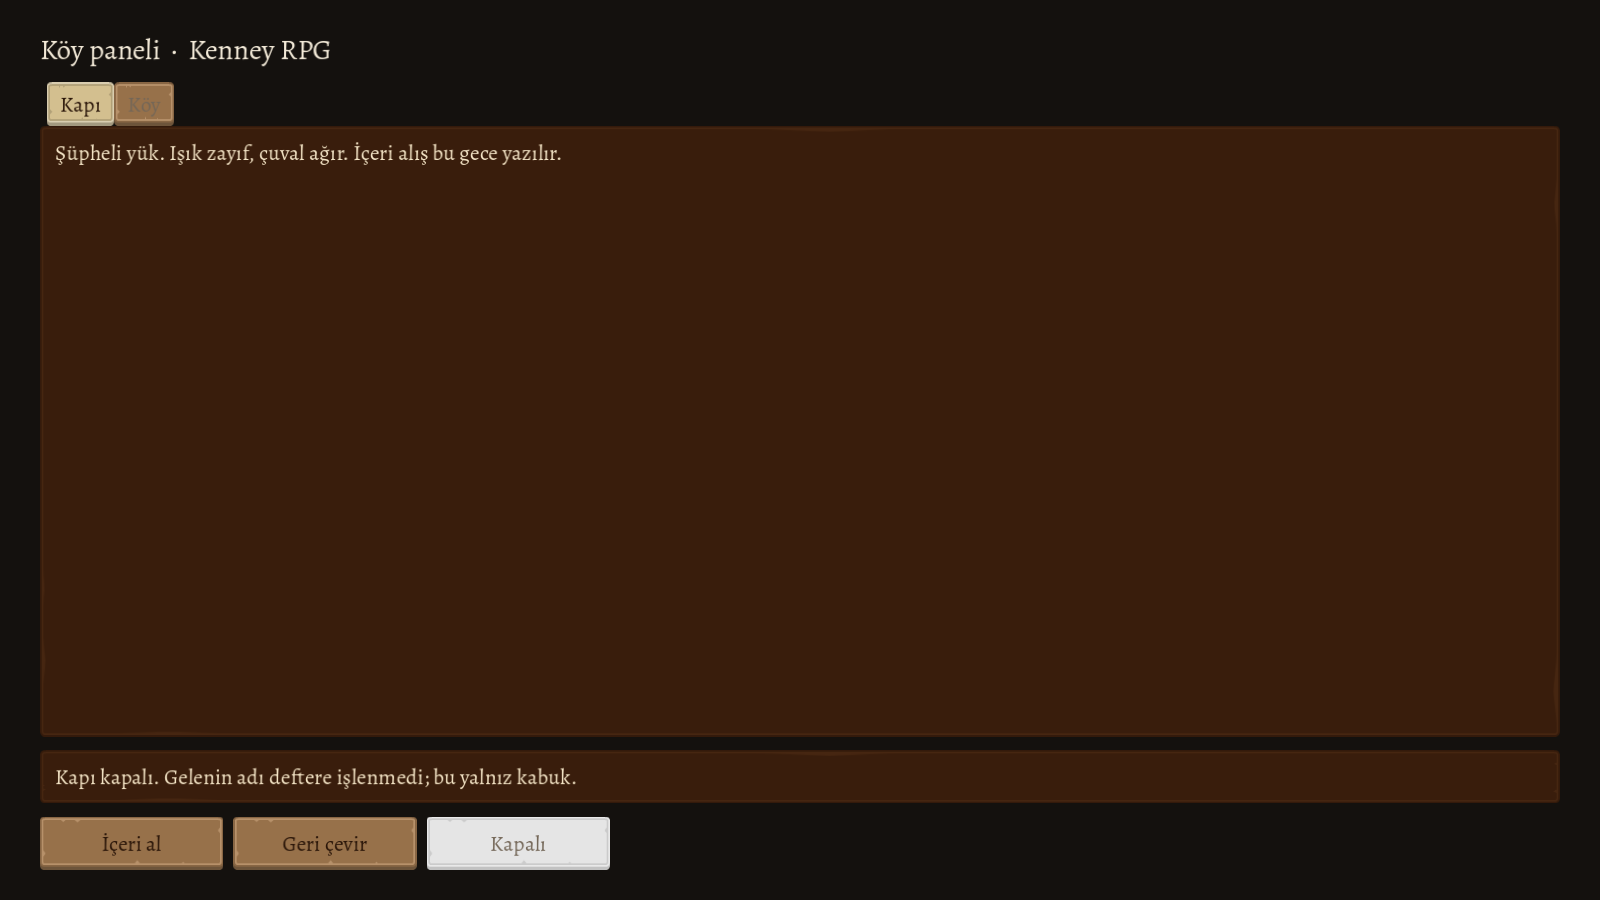 Köy paneli · Kenney RPG
Kapı Köy
Şüpheli yük. Işık zayıf, çuval ağır. İçeri alış bu gece yazılır.
Kapı kapalı. Gelenin adı deftere işlenmedi; bu yalnız kabuk.
İçeri al Geri çevir Kapalı